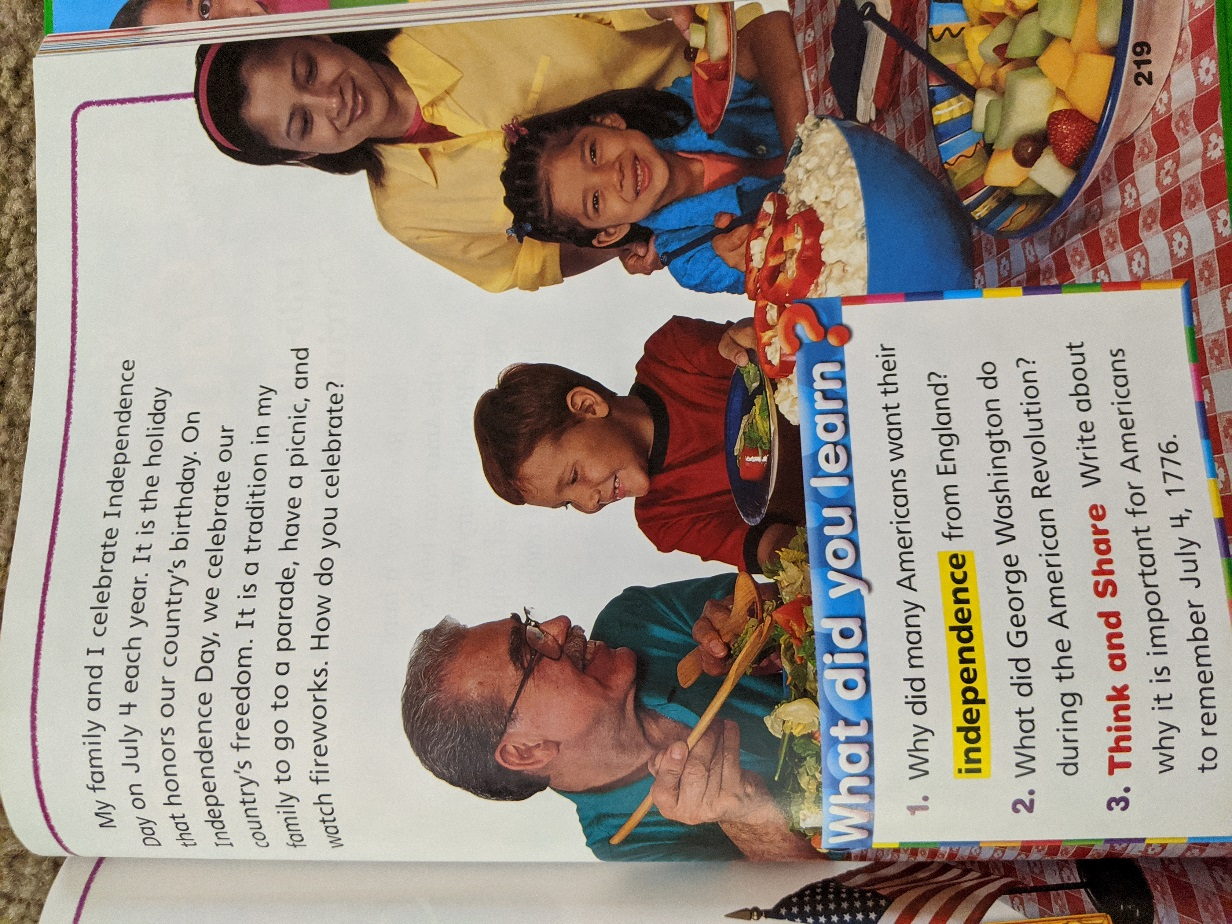 My family and I celebrate Independence
Day on July 4 each year. It is the holiday
that honors our country's birthday. On
Independence Day, we celebrate our
country's freedom. It is a tradition in my
family to go to a parade, have a picnic, and
watch fireworks. How do you celebrate?
What did you learn?
1. Why did many Americans want their
independence from England?
2. What did George Washington do
during the American Revolution?
3. Think and Share Write about
why it is important for Americans
to remember July 4, 1776.
219